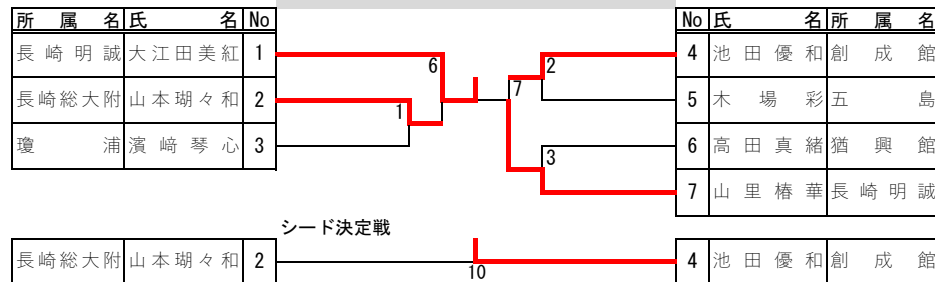 所属名 氏名 No No 氏名 所属名
長崎明誠 大江田美紅 1 4 池田優和 創成館
6 2
7
長崎総大附 山本瑚々和 2 5 木場彩 五島
1
瓊浦 濱﨑琴心 3 6 高田真緒 猶興館
3
7 山里椿華 長崎明誠
シード決定戦
長崎総大附 山本瑚々和 2 4 池田優和 創成館
10